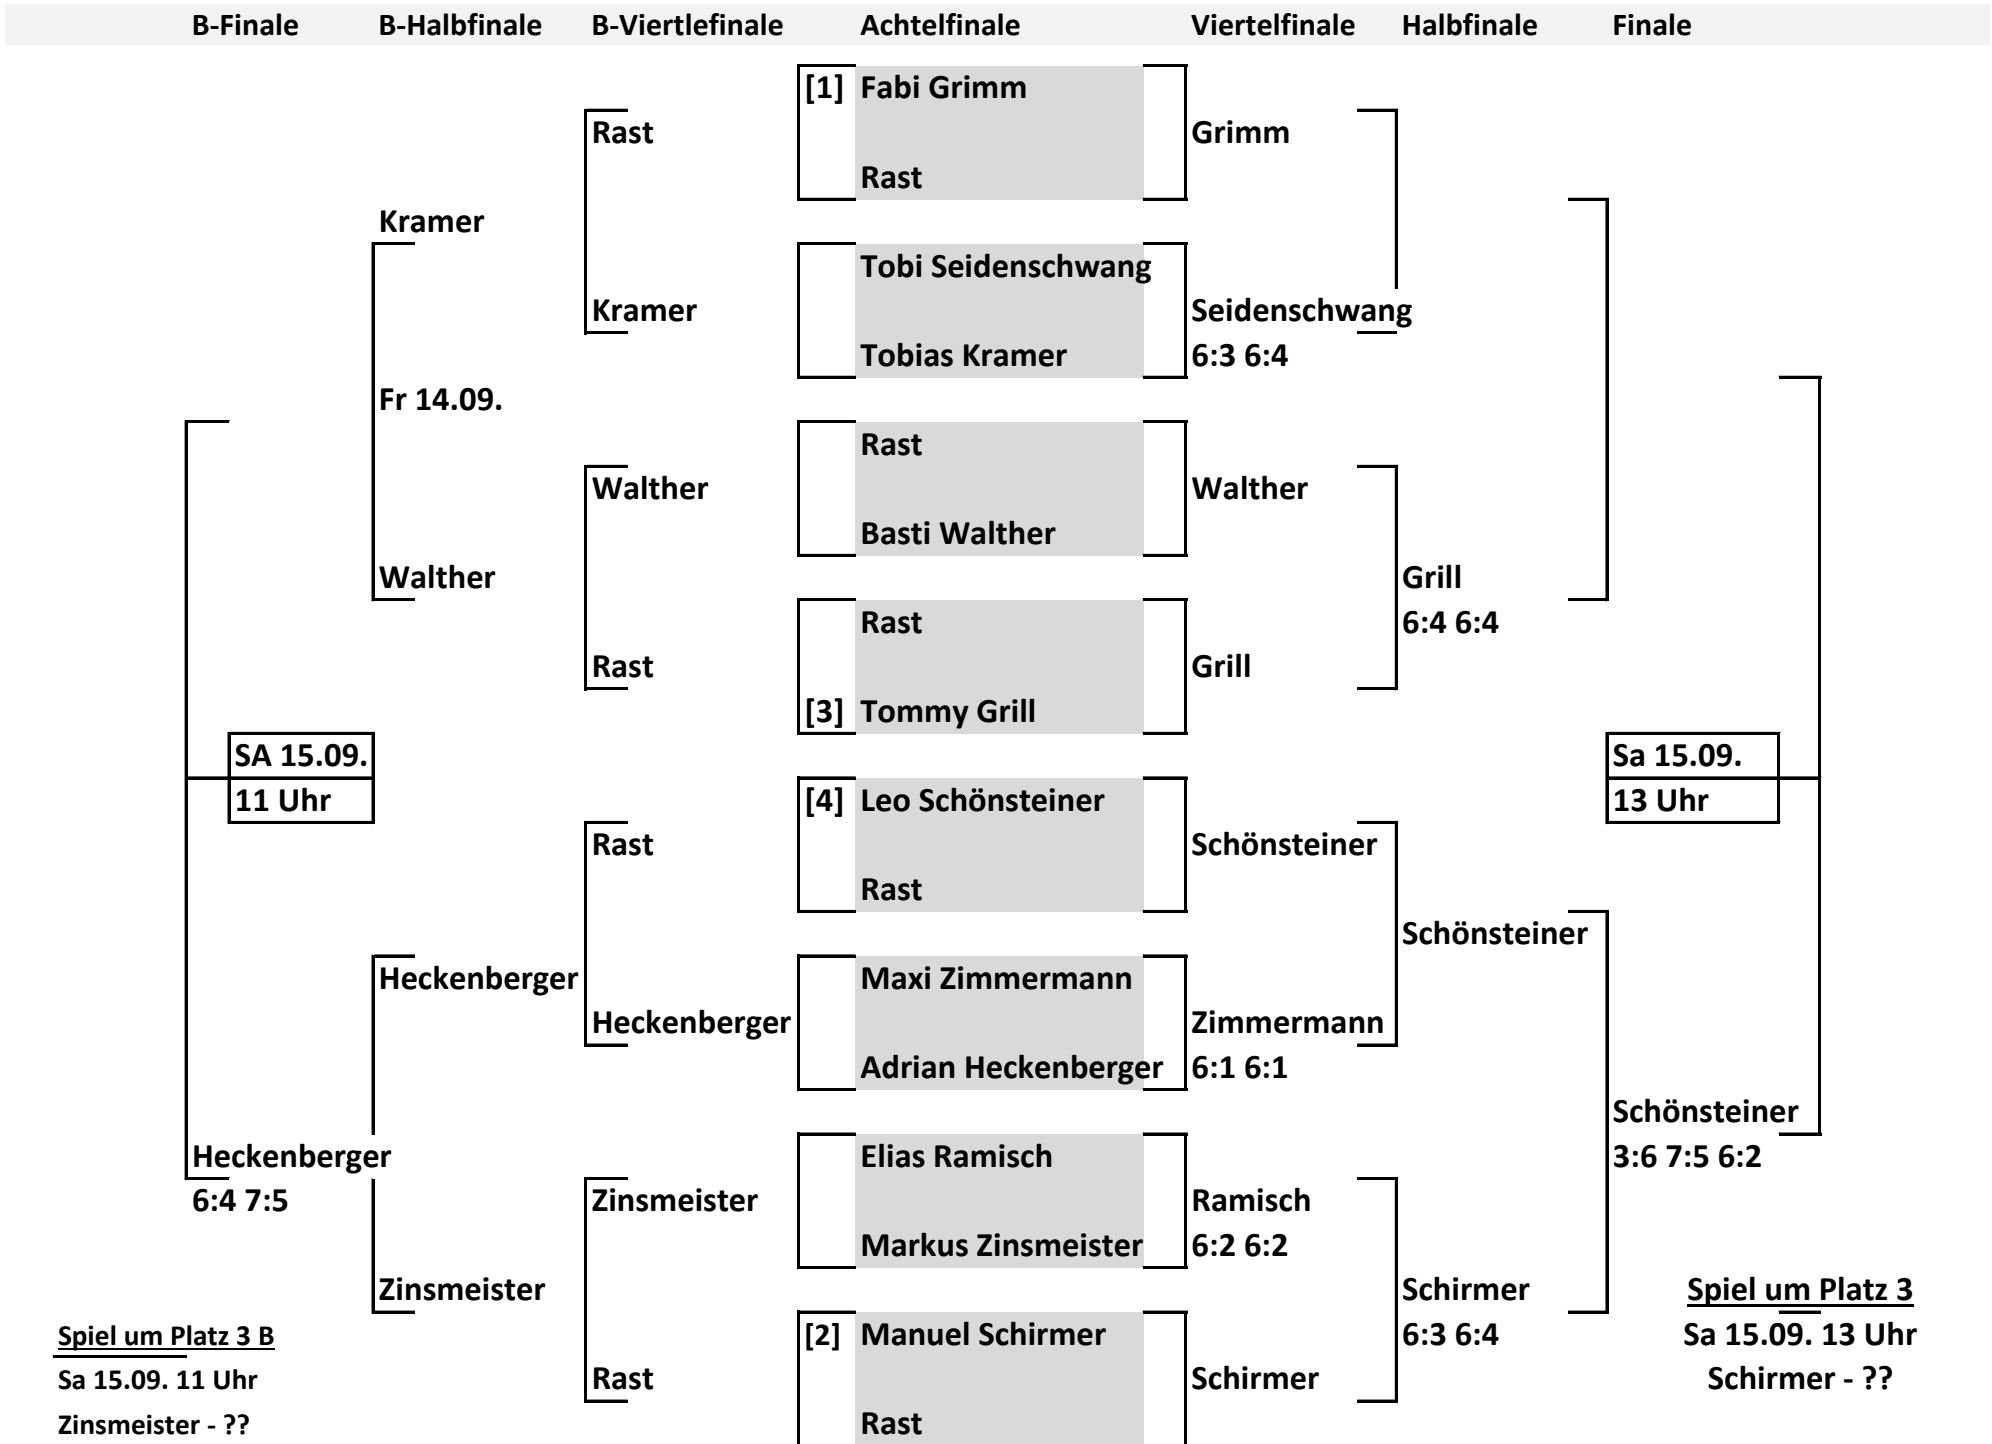 B-Finale B-Halbfinale B-Viertlefinale Achtelfinale Viertelfinale Halbfinale Finale
[1] Fabi Grimm
Rast Grimm
Rast
Kramer
Tobi Seidenschwang
Kramer Seidenschwang
Tobias Kramer 6:3 6:4
Fr 14.09.
Rast
Walther Walther
Basti Walther
Walther Grill
Rast 6:4 6:4
Rast Grill
[3] Tommy Grill
SA 15.09. Sa 15.09.
11 Uhr [4] Leo Schönsteiner 13 Uhr
Rast Schönsteiner
Rast
Schönsteiner
Heckenberger Maxi Zimmermann
Heckenberger Zimmermann
Adrian Heckenberger 6:1 6:1
Schönsteiner
Heckenberger Elias Ramisch 3:6 7:5 6:2
6:4 7:5 Zinsmeister Ramisch
Markus Zinsmeister 6:2 6:2
Zinsmeister Schirmer Spiel um Platz 3
Spiel um Platz 3 B [2] Manuel Schirmer 6:3 6:4 Sa 15.09. 13 Uhr
Sa 15.09. 11 Uhr Rast Schirmer Schirmer - ??
Zinsmeister - ?? Rast